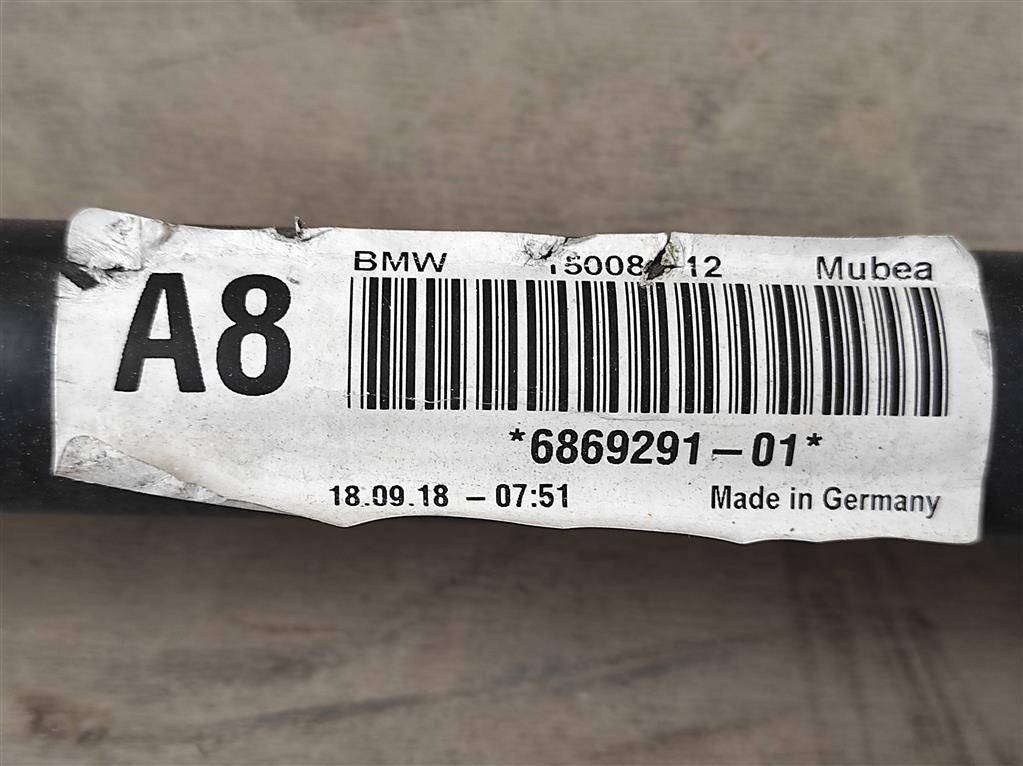 A8
BMW Mubea
*6869291-01*
18.09.18 - 07:51 Made in Germany